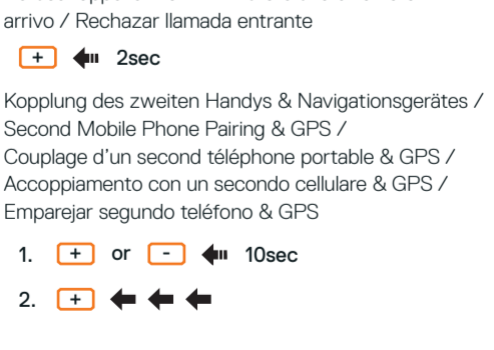 arrivo / Rechazar llamada entrante
+ 2sec
Kopplung des zweiten Handys & Navigationsgerätes /
Second Mobile Phone Pairing & GPS /
Couplage d'un second téléphone portable & GPS /
Accoppiamento con un secondo cellulare & GPS /
Emparejar segundo teléfono & GPS
1. + or - 10sec
2. +